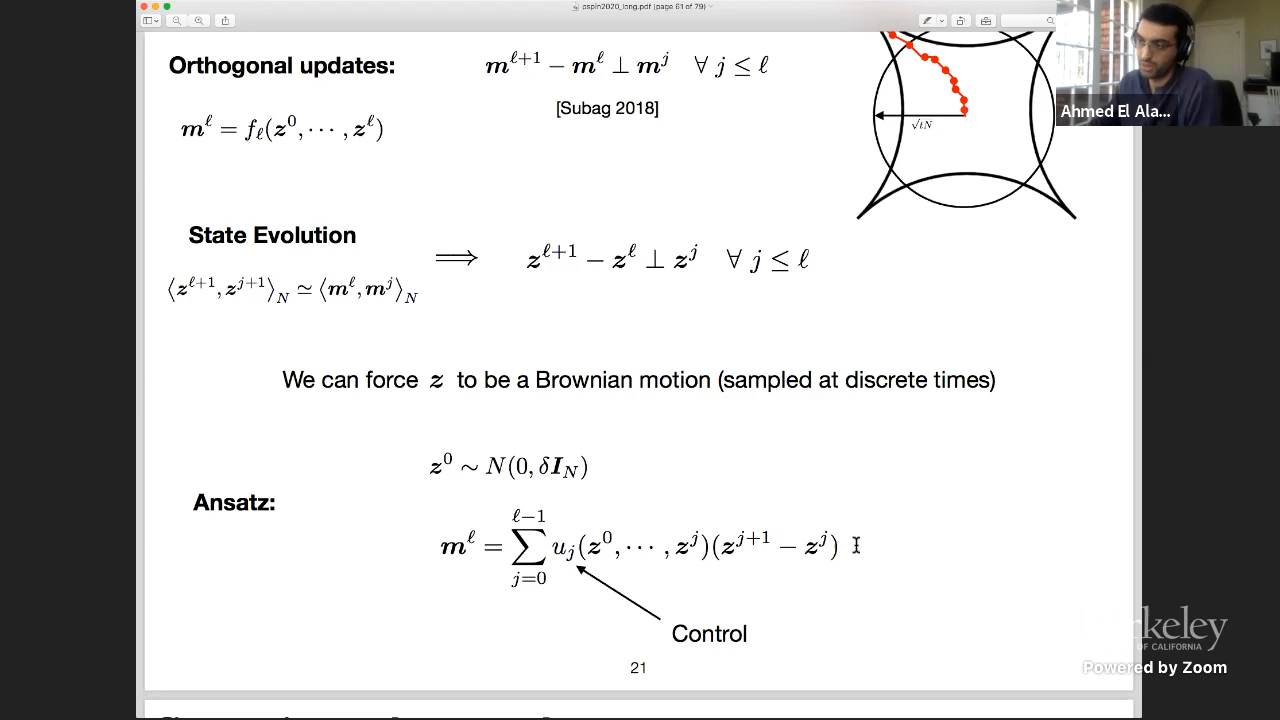 pspin2020_long.pdf (page 61 of 79)
Orthogonal updates:
m^{ℓ+1} − m^ℓ ⊥ m^j ∀ j ≤ ℓ
[Subag 2018]
m^ℓ = f_ℓ(z^0, ⋯ , z^ℓ)
√tN
Ahmed El Ala...
State Evolution
⟹ z^{ℓ+1} − z^ℓ ⊥ z^j ∀ j ≤ ℓ
⟨z^{ℓ+1}, z^{j+1}⟩_N ≃ ⟨m^ℓ, m^j⟩_N
We can force z to be a Brownian motion (sampled at discrete times)
z^0 ∼ N(0, δI_N)
Ansatz:
m^ℓ = ∑_{j=0}^{ℓ−1} u_j(z^0, ⋯ , z^j)(z^{j+1} − z^j)
Control
21
rkeley
OF CALIFORNIA
Powered by Zoom